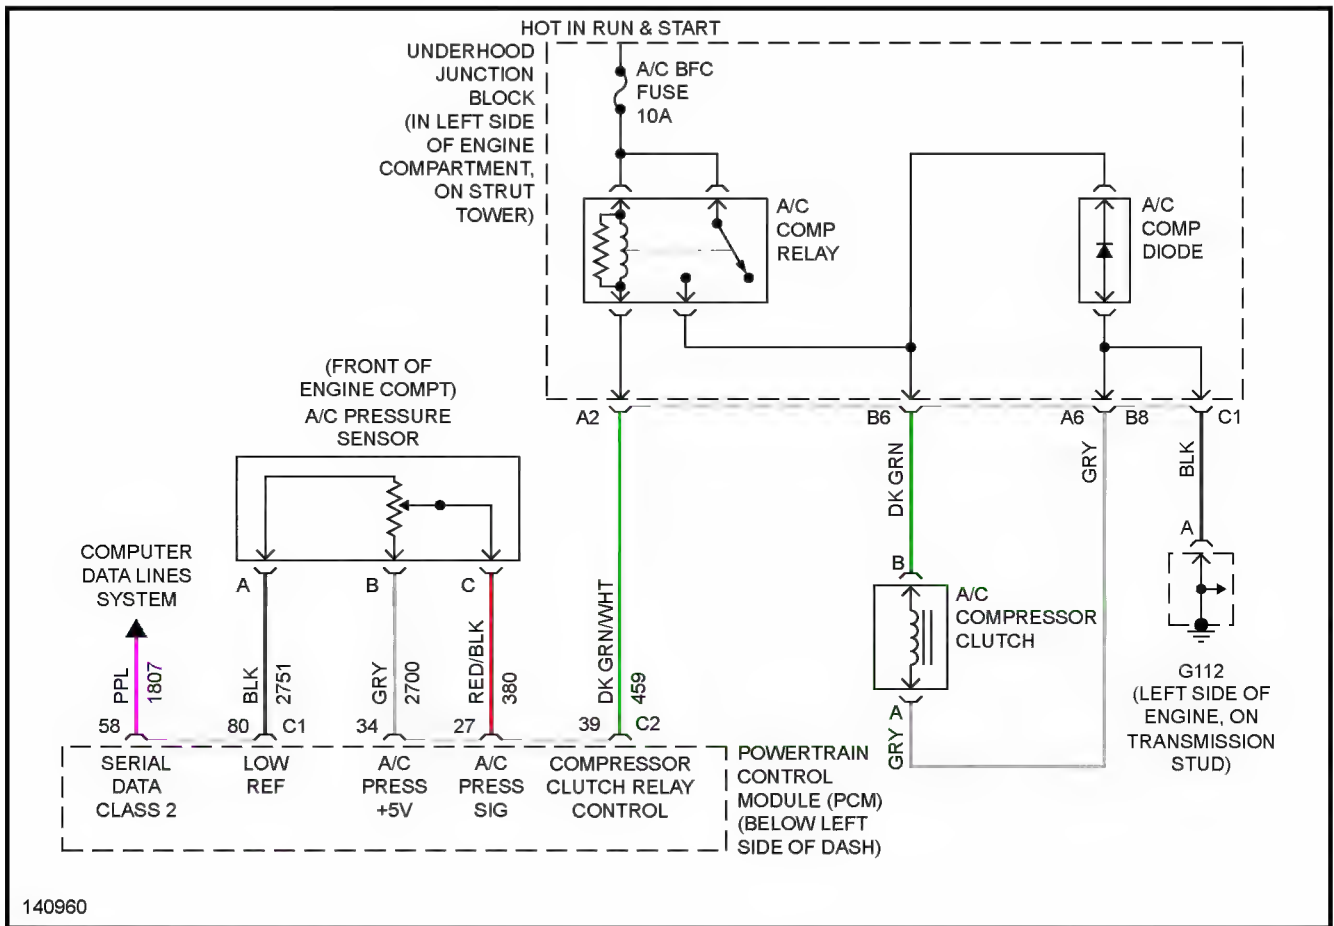 HOT IN RUN & START
UNDERHOOD
JUNCTION
BLOCK
(IN LEFT SIDE
OF ENGINE
COMPARTMENT,
ON STRUT
TOWER)
A/C BFC
FUSE
10A
A/C
COMP
RELAY
A/C
COMP
DIODE
A2
B6
A6
B8
C1
(FRONT OF
ENGINE COMPT)
A/C PRESSURE
SENSOR
DK GRN
GRY
BLK
A
COMPUTER
DATA LINES
SYSTEM
A
B
C
B
A/C
COMPRESSOR
CLUTCH
A
GRY
G112
(LEFT SIDE OF
ENGINE, ON
TRANSMISSION
STUD)
PPL
1807
BLK
2751
GRY
2700
RED/BLK
380
DK GRN/WHT
459
58
80
C1
34
27
39
C2
SERIAL
DATA
CLASS 2
LOW
REF
A/C
PRESS
+5V
A/C
PRESS
SIG
COMPRESSOR
CLUTCH RELAY
CONTROL
POWERTRAIN
CONTROL
MODULE (PCM)
(BELOW LEFT
SIDE OF DASH)
140960